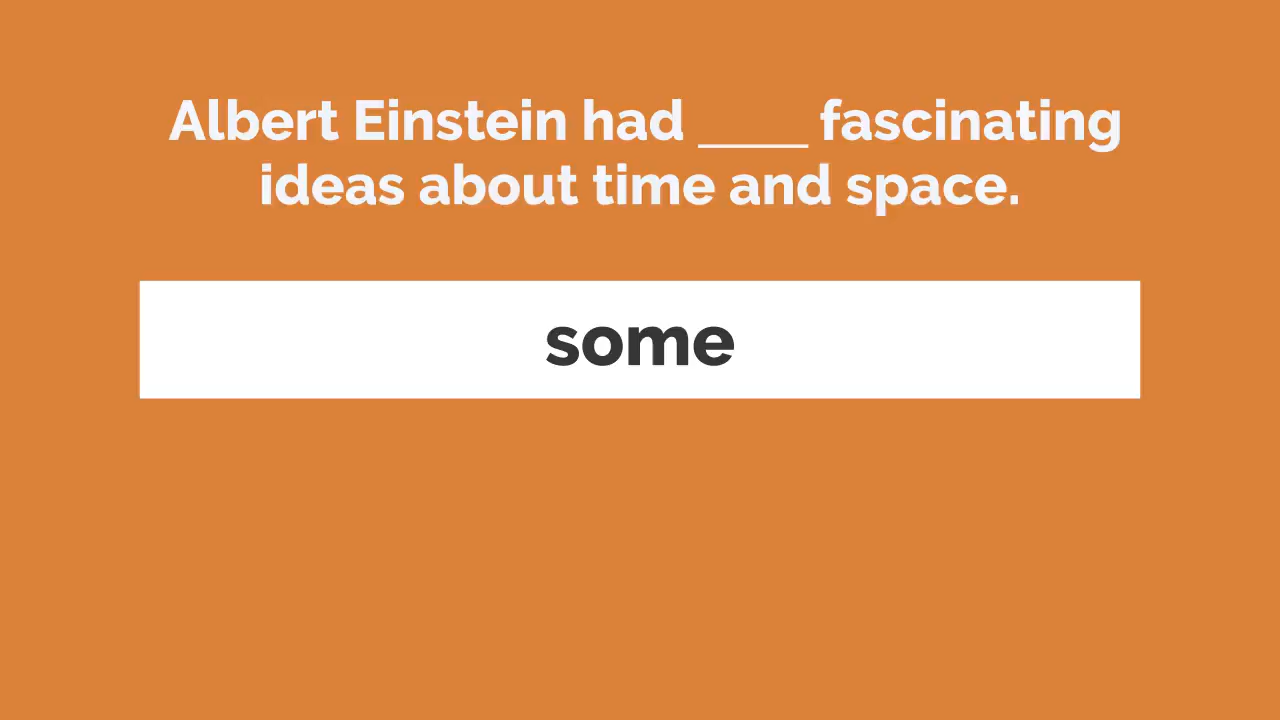 Albert Einstein had ____ fascinating
ideas about time and space.
some